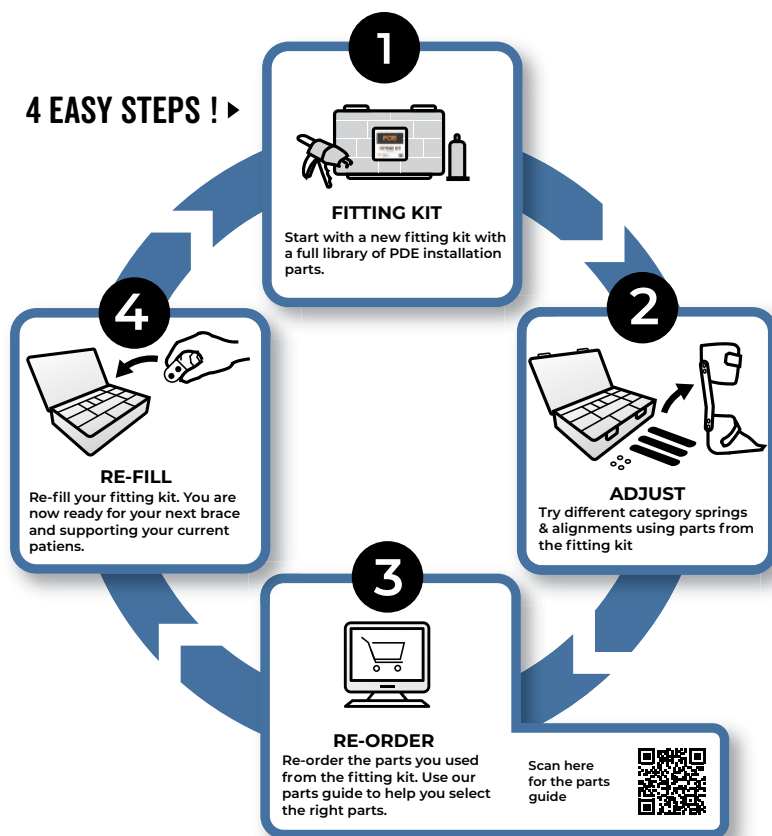 4 EASY STEPS !
1
FITTING KIT
Start with a new fitting kit with
a full library of PDE installation
parts.
2
ADJUST
Try different category springs
& alignments using parts from
the fitting kit
3
RE-ORDER
Re-order the parts you used
from the fitting kit. Use our
parts guide to help you select
the right parts.
Scan here
for the parts
guide
4
RE-FILL
Re-fill your fitting kit. You are
now ready for your next brace
and supporting your current
patiens.